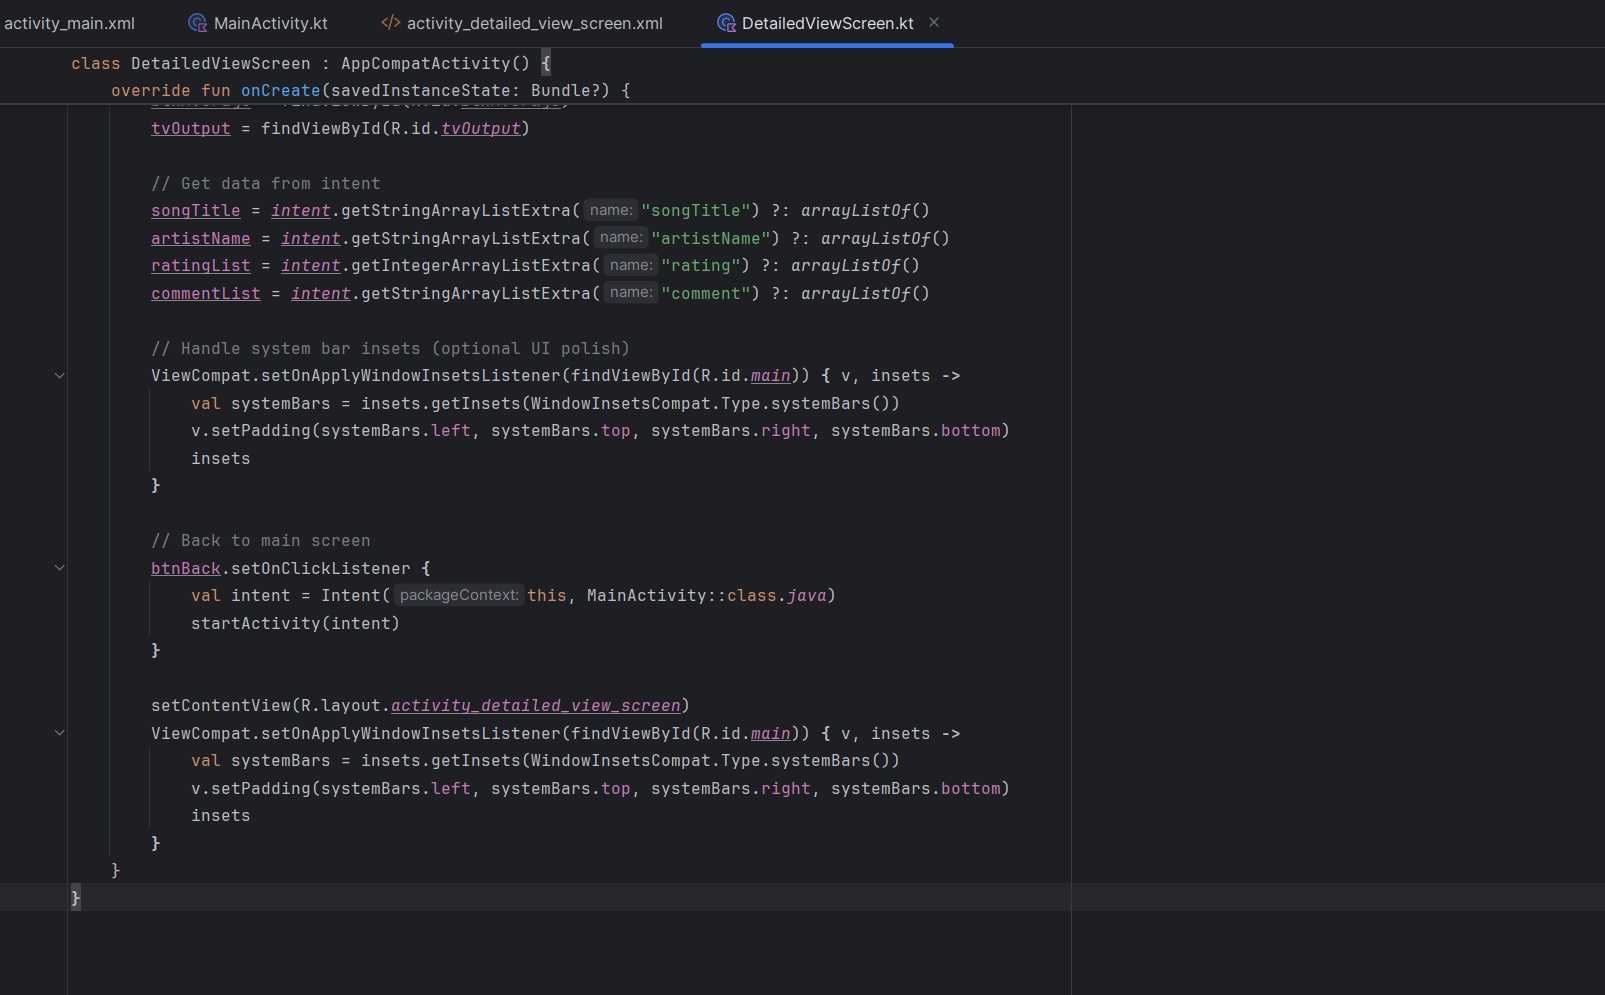 activity_main.xml MainActivity.kt </> activity_detailed_view_screen.xml DetailedViewScreen.kt
class DetailedViewScreen : AppCompatActivity() {
override fun onCreate(savedInstanceState: Bundle?) {
tvOutput = findViewById(R.id.tvOutput)
// Get data from intent
songTitle = intent.getStringArrayListExtra( name: "songTitle") ?: arrayListOf()
artistName = intent.getStringArrayListExtra( name: "artistName") ?: arrayListOf()
ratingList = intent.getIntegerArrayListExtra( name: "rating") ?: arrayListOf()
commentList = intent.getStringArrayListExtra( name: "comment") ?: arrayListOf()
// Handle system bar insets (optional UI polish)
ViewCompat.setOnApplyWindowInsetsListener(findViewById(R.id.main)) { v, insets ->
val systemBars = insets.getInsets(WindowInsetsCompat.Type.systemBars())
v.setPadding(systemBars.left, systemBars.top, systemBars.right, systemBars.bottom)
insets
}
// Back to main screen
btnBack.setOnClickListener {
val intent = Intent( packageContext: this, MainActivity::class.java)
startActivity(intent)
}
setContentView(R.layout.activity_detailed_view_screen)
ViewCompat.setOnApplyWindowInsetsListener(findViewById(R.id.main)) { v, insets ->
val systemBars = insets.getInsets(WindowInsetsCompat.Type.systemBars())
v.setPadding(systemBars.left, systemBars.top, systemBars.right, systemBars.bottom)
insets
}
}
}